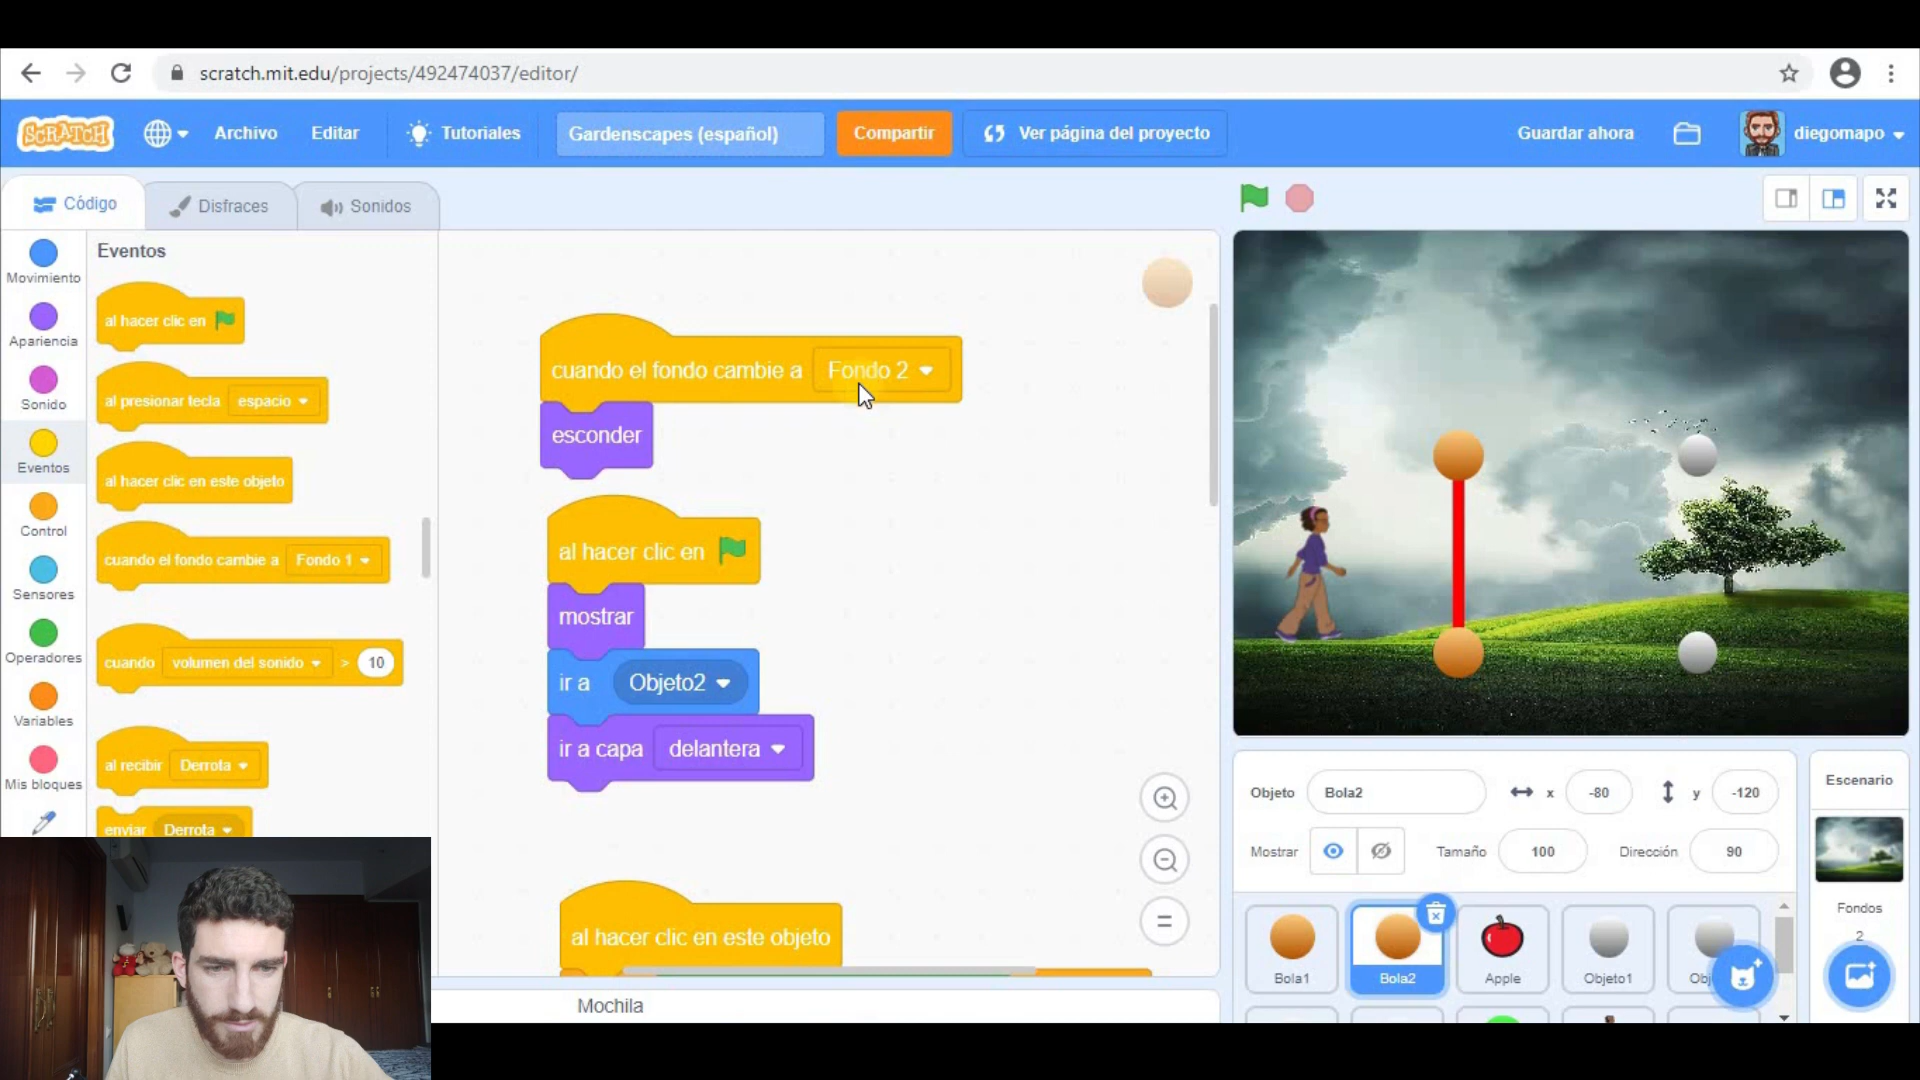 scratch.mit.edu/projects/492474037/editor/
SCRATCH
Archivo
Editar
Tutoriales
Gardenscapes (español)
Compartir
Ver página del proyecto
Guardar ahora
diegomapo
Código
Disfraces
Sonidos
Movimiento
Apariencia
Sonido
Eventos
Control
Sensores
Operadores
Variables
Mis bloques
Eventos
al hacer clic en
al presionar tecla espacio
al hacer clic en este objeto
cuando el fondo cambie a Fondo 1
cuando volumen del sonido > 10
al recibir Derrota
enviar Derrota
cuando el fondo cambie a Fondo 2
esconder
al hacer clic en
mostrar
ir a Objeto2
ir a capa delantera
al hacer clic en este objeto
=
Mochila
Objeto Bola2 x -80 y -120
Mostrar Tamaño 100 Dirección 90
Bola1
Bola2
Apple
Objeto1
Escenario
Fondos
2